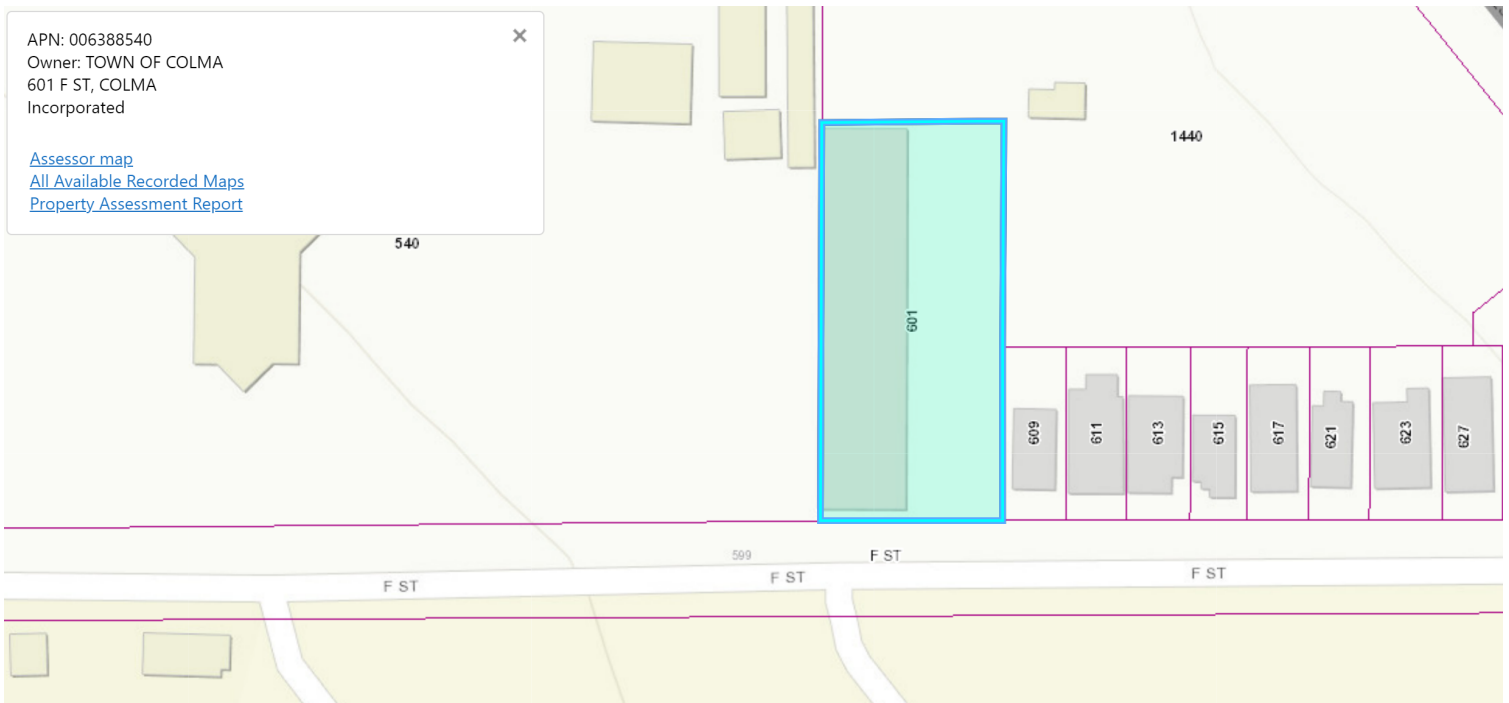 APN: 006388540
Owner: TOWN OF COLMA
601 F ST, COLMA
Incorporated
Assessor map
All Available Recorded Maps
Property Assessment Report
1440
540
601
609
611
613
615
617
621
623
627
599
F ST
F ST
F ST
F ST